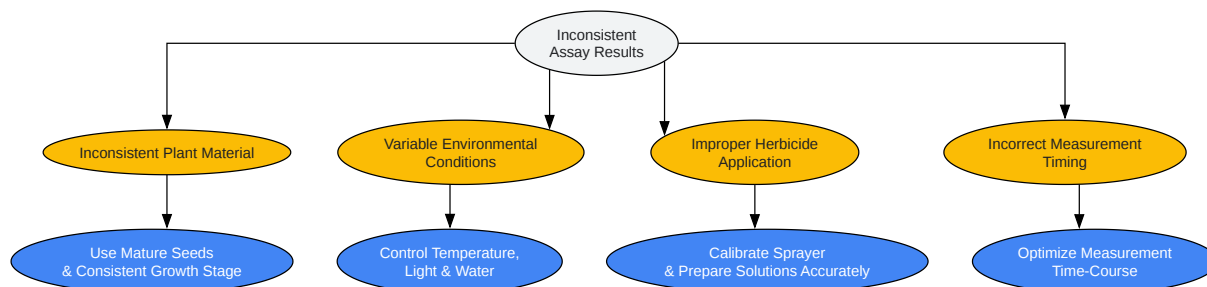 Inconsistent
Assay Results
Inconsistent Plant Material
Variable Environmental
Conditions
Improper Herbicide
Application
Incorrect Measurement
Timing
Use Mature Seeds
& Consistent Growth Stage
Control Temperature,
Light & Water
Calibrate Sprayer
& Prepare Solutions Accurately
Optimize Measurement
Time-Course